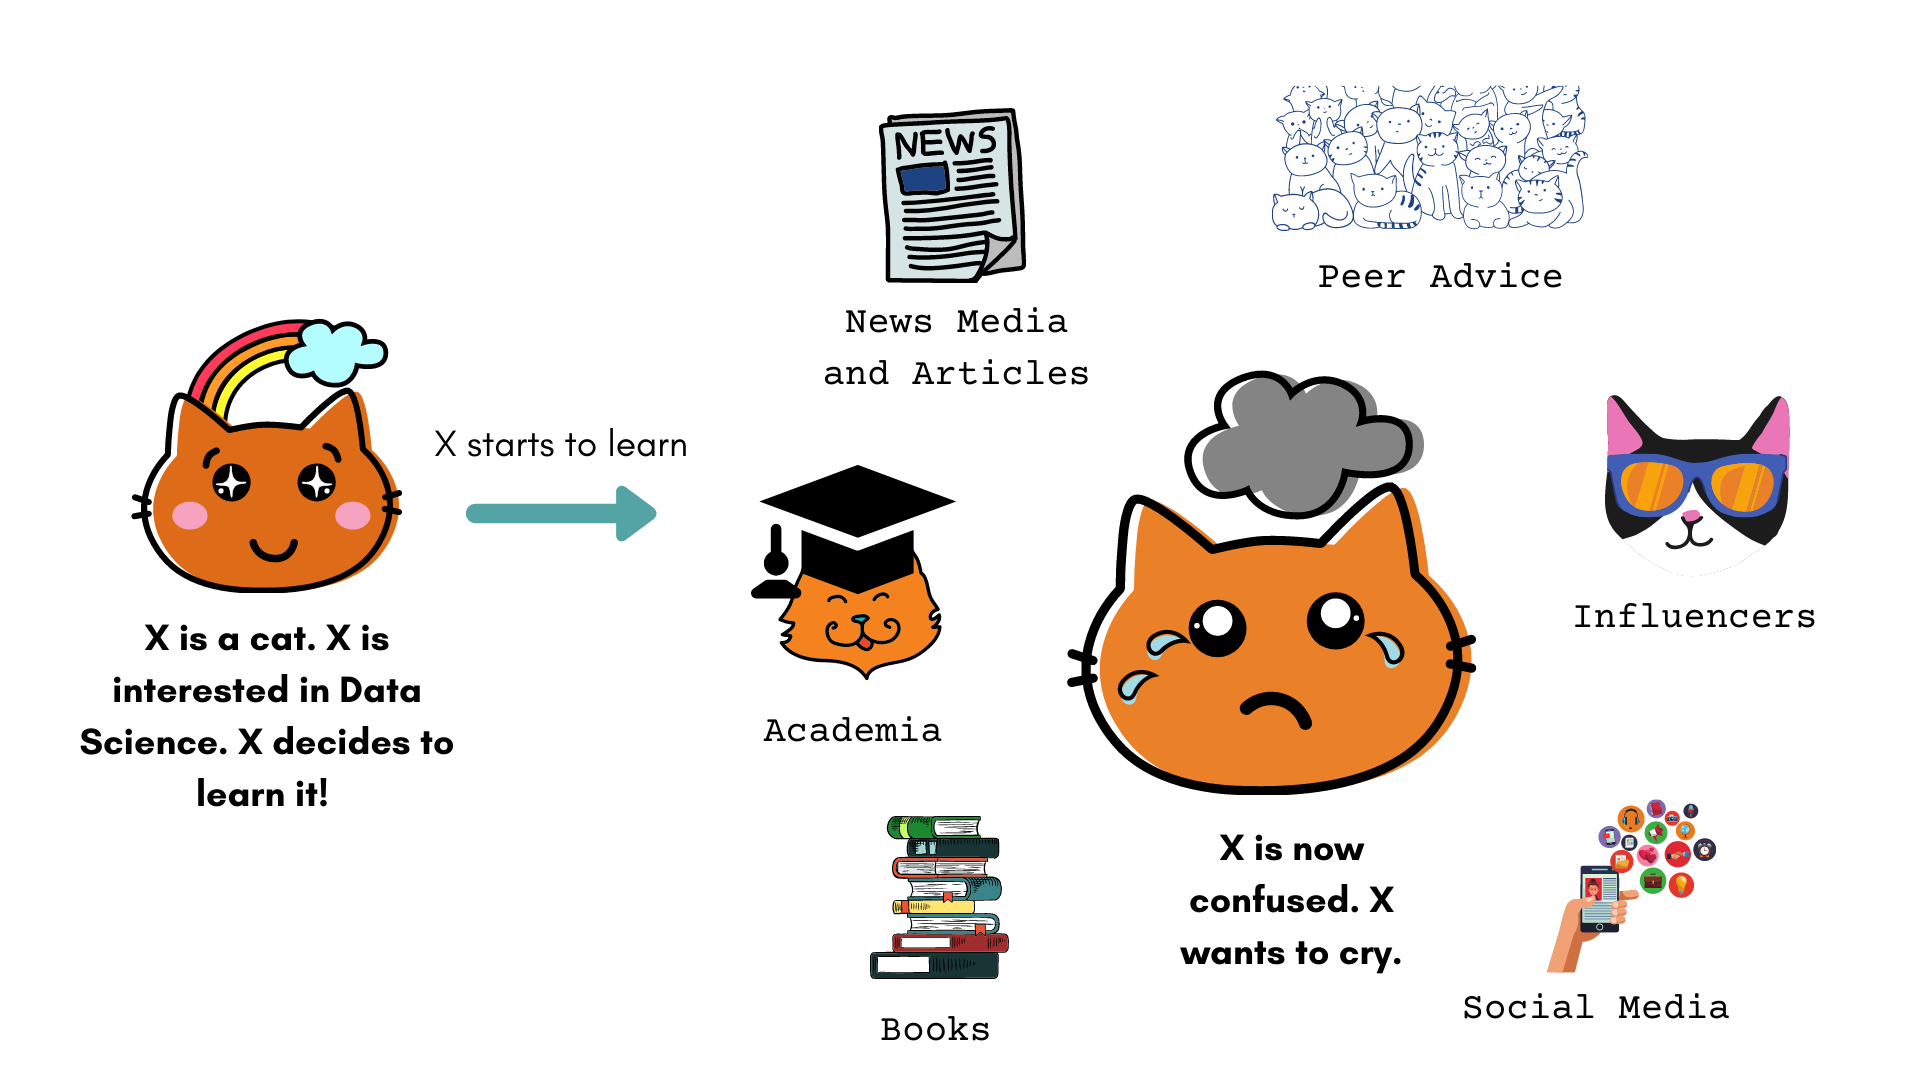 X is a cat. X is
interested in Data
Science. X decides to
learn it!
X starts to learn
NEWS
News Media
and Articles
Peer Advice
Academia
Influencers
Books
X is now
confused. X
wants to cry.
Social Media